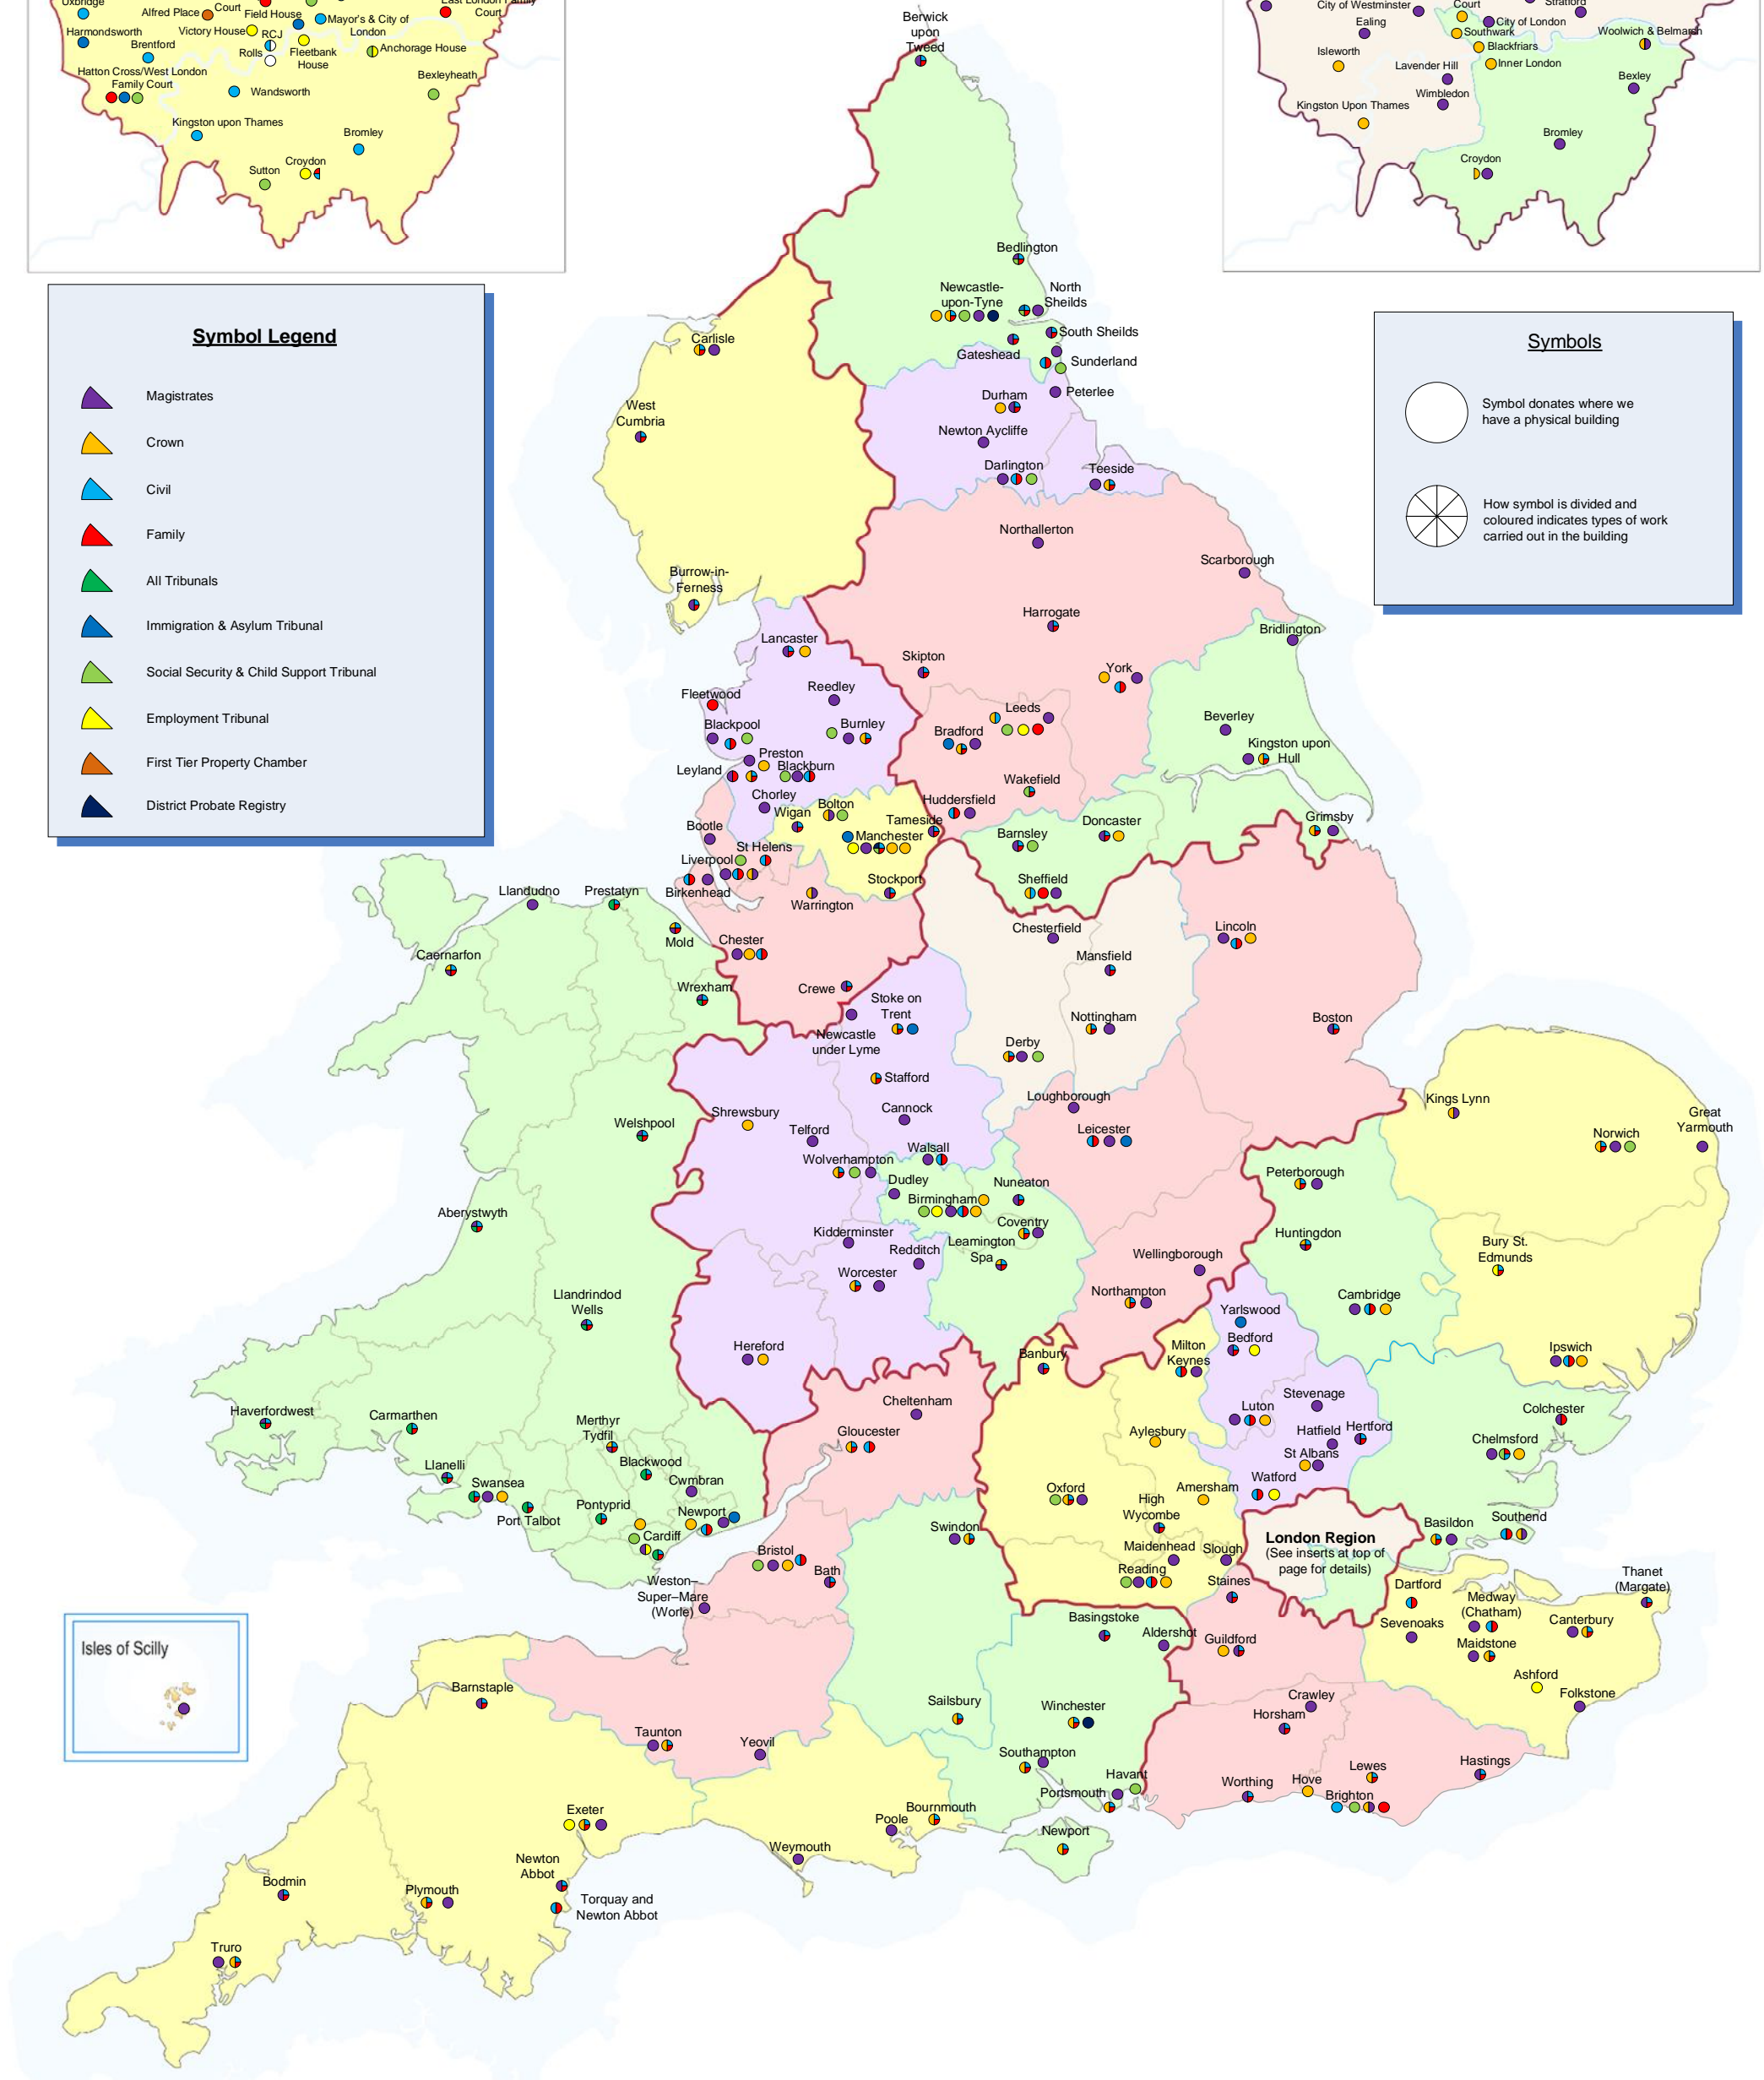 Uxbridge
Alfred Place
Court
Field House
Mayor's & City of
London
East London Family
Court
Harmondsworth
Victory House
RCJ
Rolls
Fleetbank
House
Anchorage House
Brentford
Hatton Cross/West London
Family Court
Wandsworth
Bexleyheath
Kingston upon Thames
Bromley
Sutton
Croydon
City of Westminster
Court
Stratford
Ealing
City of London
Southwark
Woolwich & Belmarsh
Isleworth
Blackfriars
Lavender Hill
Inner London
Bexley
Wimbledon
Kingston Upon Thames
Bromley
Croydon
Symbol Legend
Magistrates
Crown
Civil
Family
All Tribunals
Immigration & Asylum Tribunal
Social Security & Child Support Tribunal
Employment Tribunal
First Tier Property Chamber
District Probate Registry
Symbols
Symbol donates where we
have a physical building
How symbol is divided and
coloured indicates types of work
carried out in the building
Berwick
upon
Tweed
Bedlington
Newcastle-
upon-Tyne
North
Sheilds
South Sheilds
Gateshead
Sunderland
Carlisle
Durham
Peterlee
West
Cumbria
Newton Aycliffe
Darlington
Teeside
Northallerton
Scarborough
Burrow-in-
Ferness
Harrogate
Bridlington
Lancaster
Skipton
York
Fleetwood
Reedley
Leeds
Beverley
Blackpool
Burnley
Bradford
Kingston upon
Hull
Preston
Leyland
Blackburn
Wakefield
Chorley
Bolton
Huddersfield
Wigan
Tameside
Doncaster
Grimsby
Bootle
Manchester
Barnsley
St Helens
Liverpool
Birkenhead
Stockport
Sheffield
Warrington
Llandudno
Prestatyn
Mold
Chester
Chesterfield
Lincoln
Caernarfon
Mansfield
Wrexham
Crewe
Stoke on
Trent
Newcastle
under Lyme
Nottingham
Boston
Derby
Stafford
Loughborough
Kings Lynn
Great
Yarmouth
Shrewsbury
Cannock
Welshpool
Telford
Leicester
Norwich
Walsall
Wolverhampton
Dudley
Nuneaton
Peterborough
Birmingham
Aberystwyth
Coventry
Kidderminster
Leamington
Spa
Huntingdon
Redditch
Wellingborough
Bury St.
Edmunds
Worcester
Llandrindod
Wells
Northampton
Cambridge
Yarlswood
Bedford
Hereford
Banbury
Milton
Keynes
Ipswich
Cheltenham
Stevenage
Haverfordwest
Carmarthen
Merthyr
Tydfil
Gloucester
Luton
Colchester
Aylesbury
Hatfield
Hertford
Chelmsford
Llanelli
Blackwood
St Albans
Swansea
Cwmbran
Watford
Oxford
Amersham
Port Talbot
Pontyprid
Newport
High
Wycombe
Swindon
Southend
Basildon
Cardiff
London Region
(See inserts at top of
page for details)
Maidenhead
Slough
Bristol
Bath
Reading
Staines
Dartford
Thanet
(Margate)
Weston–
Super–Mare
(Worle)
Medway
(Chatham)
Canterbury
Sevenoaks
Basingstoke
Aldershot
Guildford
Maidstone
Isles of Scilly
Ashford
Folkstone
Barnstaple
Crawley
Sailsbury
Winchester
Horsham
Taunton
Yeovil
Southampton
Havant
Lewes
Hastings
Portsmouth
Worthing
Hove
Brighton
Exeter
Bournmouth
Poole
Newport
Weymouth
Newton
Abbot
Bodmin
Plymouth
Torquay and
Newton Abbot
Truro